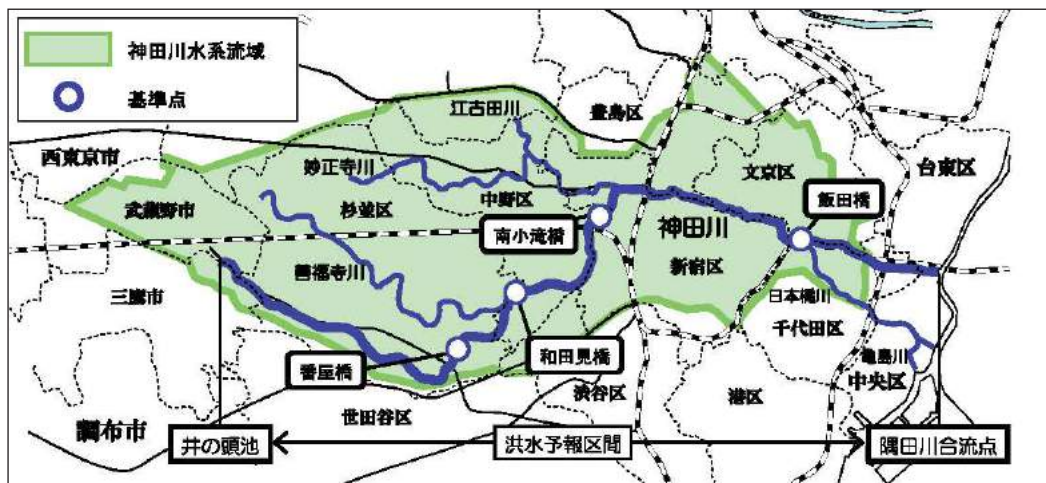 神田川水系流域
基準点
江古田川
豊島区
西東京市
妙正寺川
文京区
台東区
武蔵野市
杉並区
中野区
飯田橋
南小滝橋
神田川
善福寺川
新宿区
三鷹市
日本橋川
千代田区
番屋橋
和田見橋
亀島川
中央区
渋谷区
港区
世田谷区
調布市
井の頭池
洪水予報区間
隅田川合流点